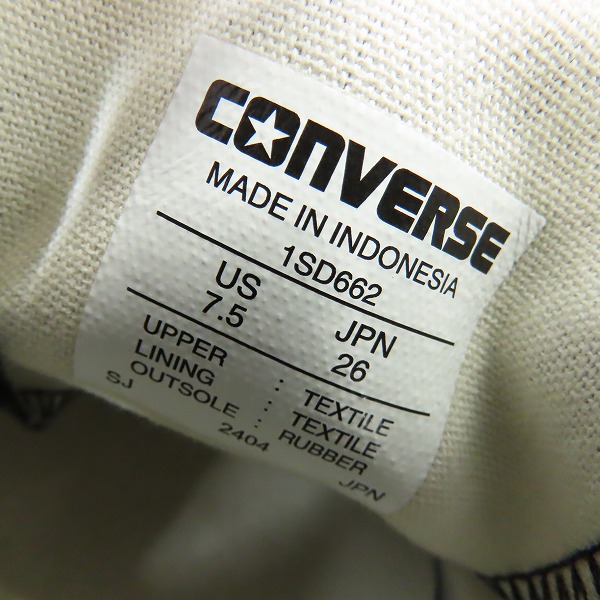 CONVERSE
MADE IN INDONESIA
1SD662
US JPN
7.5 26
UPPER : TEXTILE
LINING : TEXTILE
OUTSOLE : RUBBER
SJ 2404 JPN